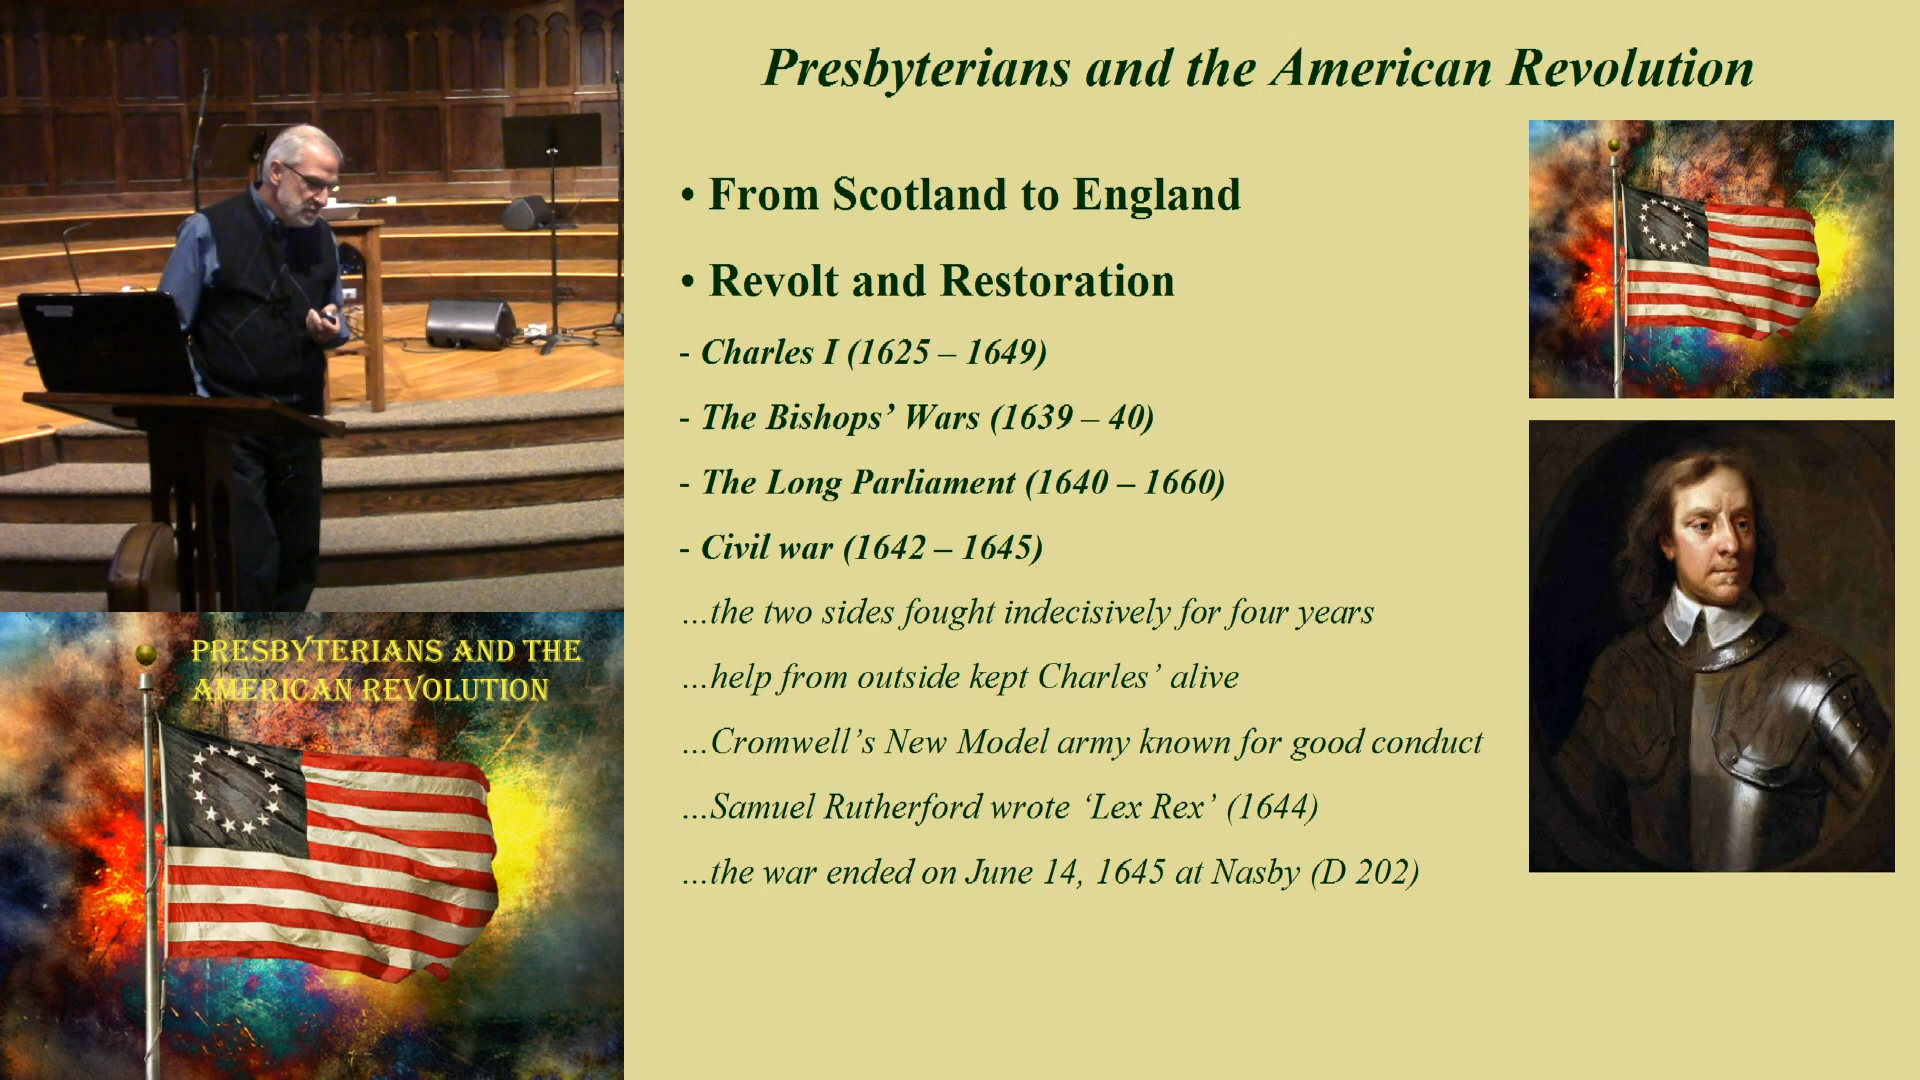 Presbyterians and the American Revolution
• From Scotland to England
• Revolt and Restoration
- Charles I (1625 – 1649)
- The Bishops’ Wars (1639 – 40)
- The Long Parliament (1640 – 1660)
- Civil war (1642 – 1645)
...the two sides fought indecisively for four years
...help from outside kept Charles’ alive
...Cromwell’s New Model army known for good conduct
...Samuel Rutherford wrote ‘Lex Rex’ (1644)
...the war ended on June 14, 1645 at Nasby (D 202)
PRESBYTERIANS AND THE
AMERICAN REVOLUTION